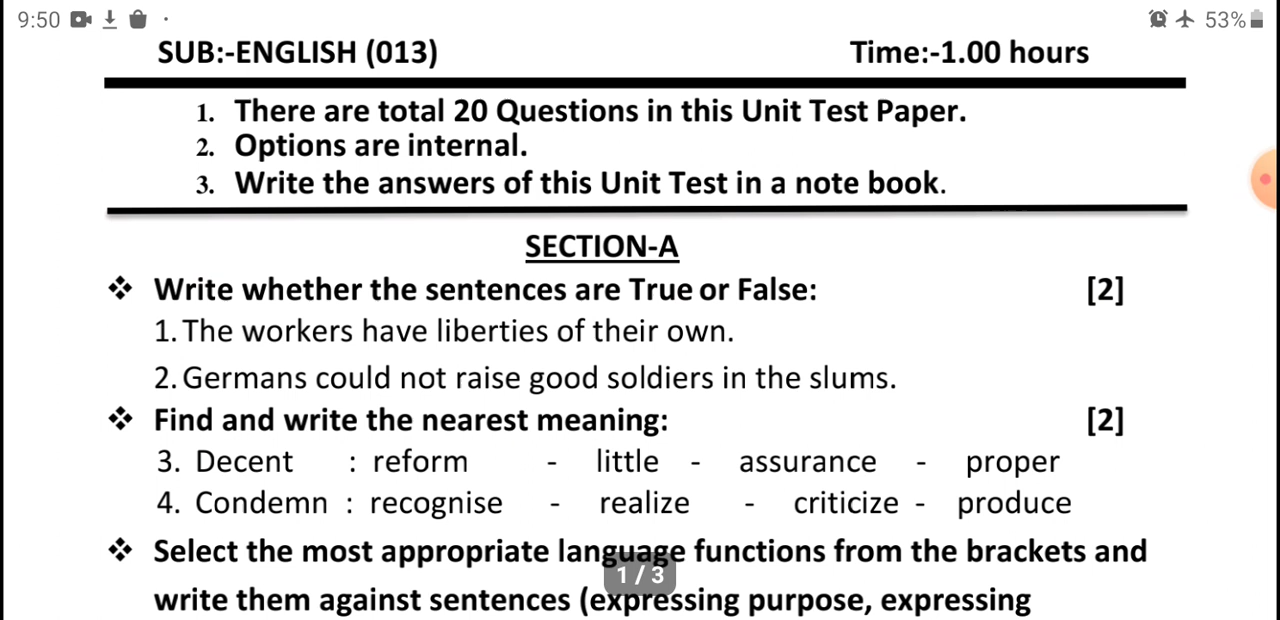 9:50 53%
SUB:-ENGLISH (013) Time:-1.00 hours
1. There are total 20 Questions in this Unit Test Paper.
2. Options are internal.
3. Write the answers of this Unit Test in a note book.
SECTION-A
❖ Write whether the sentences are True or False: [2]
1. The workers have liberties of their own.
2. Germans could not raise good soldiers in the slums.
❖ Find and write the nearest meaning: [2]
3. Decent : reform - little - assurance - proper
4. Condemn : recognise - realize - criticize - produce
❖ Select the most appropriate language functions from the brackets and
1 / 3
write them against sentences (expressing purpose, expressing